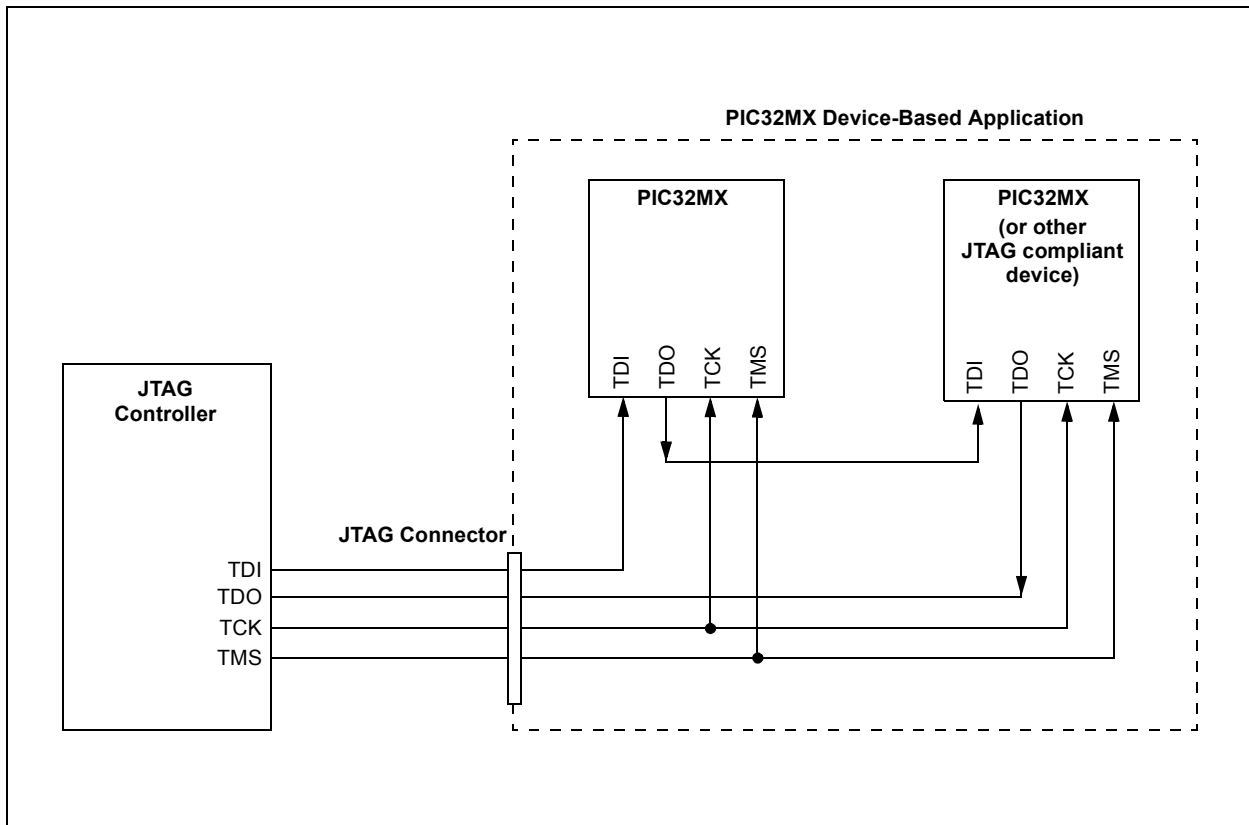 PIC32MX Device-Based Application
PIC32MX
TDI
TDO
TCK
TMS
PIC32MX
(or other
JTAG compliant
device)
TDI
TDO
TCK
TMS
JTAG
Controller
TDI
TDO
TCK
TMS
JTAG Connector